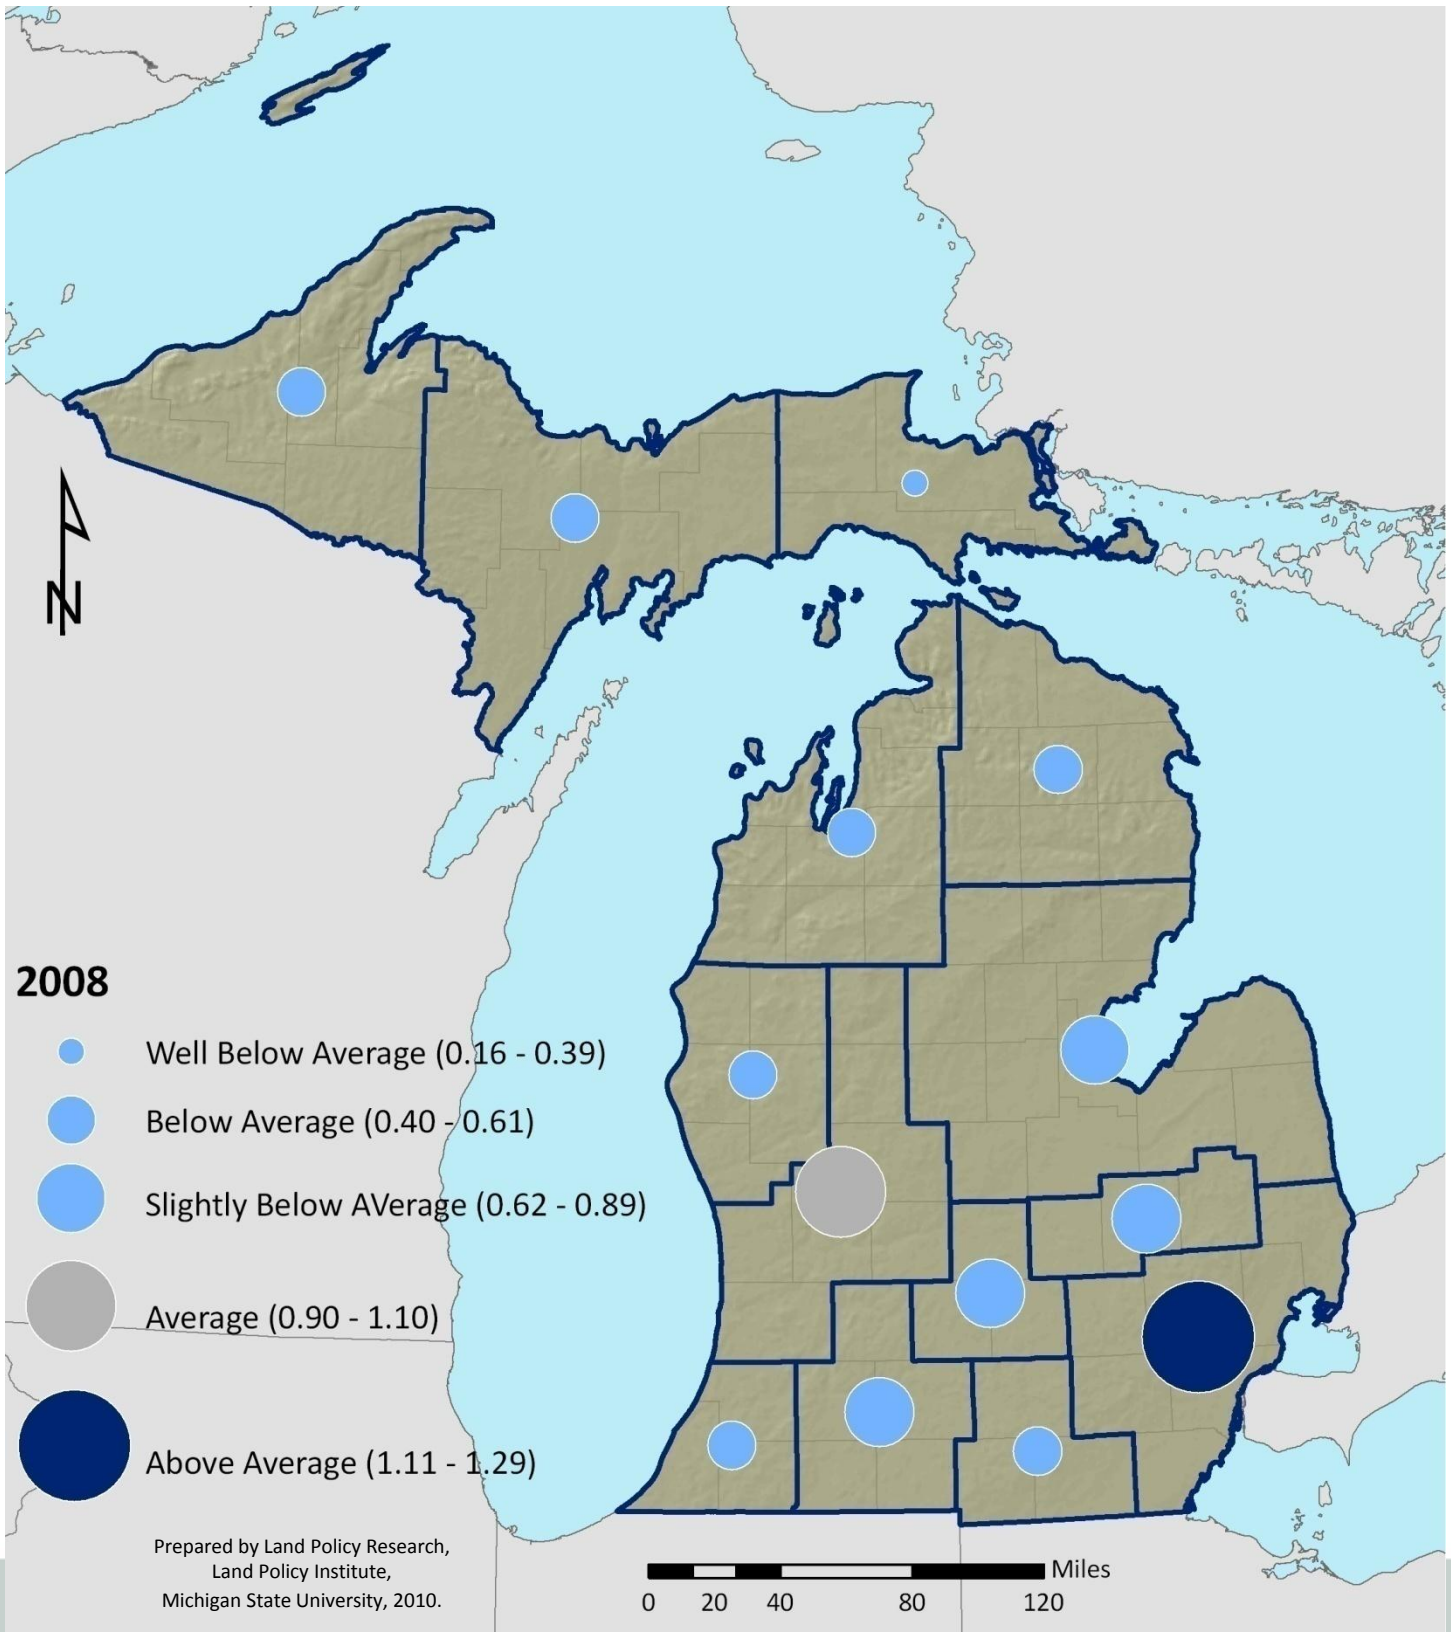 N
2008
Well Below Average (0.16 - 0.39)
Below Average (0.40 - 0.61)
Slightly Below AVerage (0.62 - 0.89)
Average (0.90 - 1.10)
Above Average (1.11 - 1.29)
Prepared by Land Policy Research,
Land Policy Institute,
Michigan State University, 2010.
Miles
0 20 40 80 120